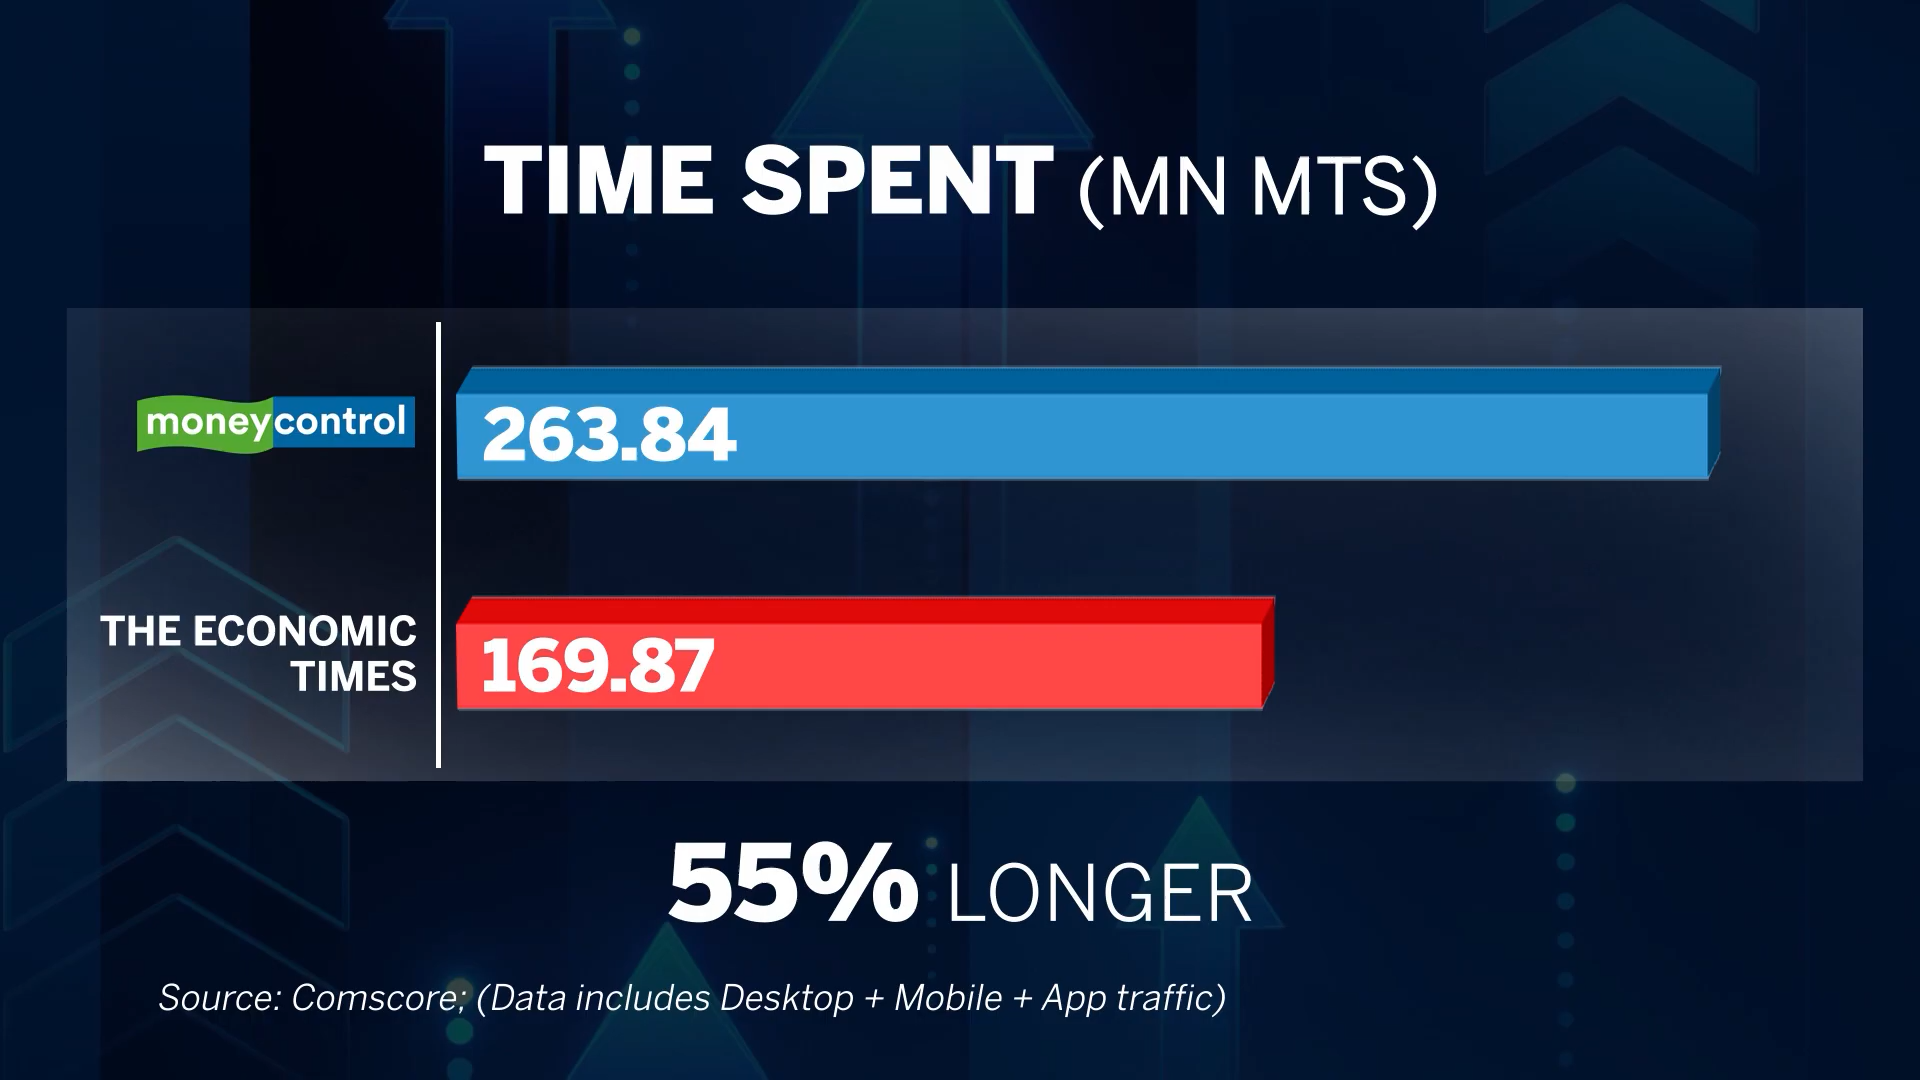 TIME SPENT (MN MTS)
moneycontrol
263.84
THE ECONOMIC
TIMES
169.87
55% LONGER
Source: Comscore; (Data includes Desktop + Mobile + App traffic)